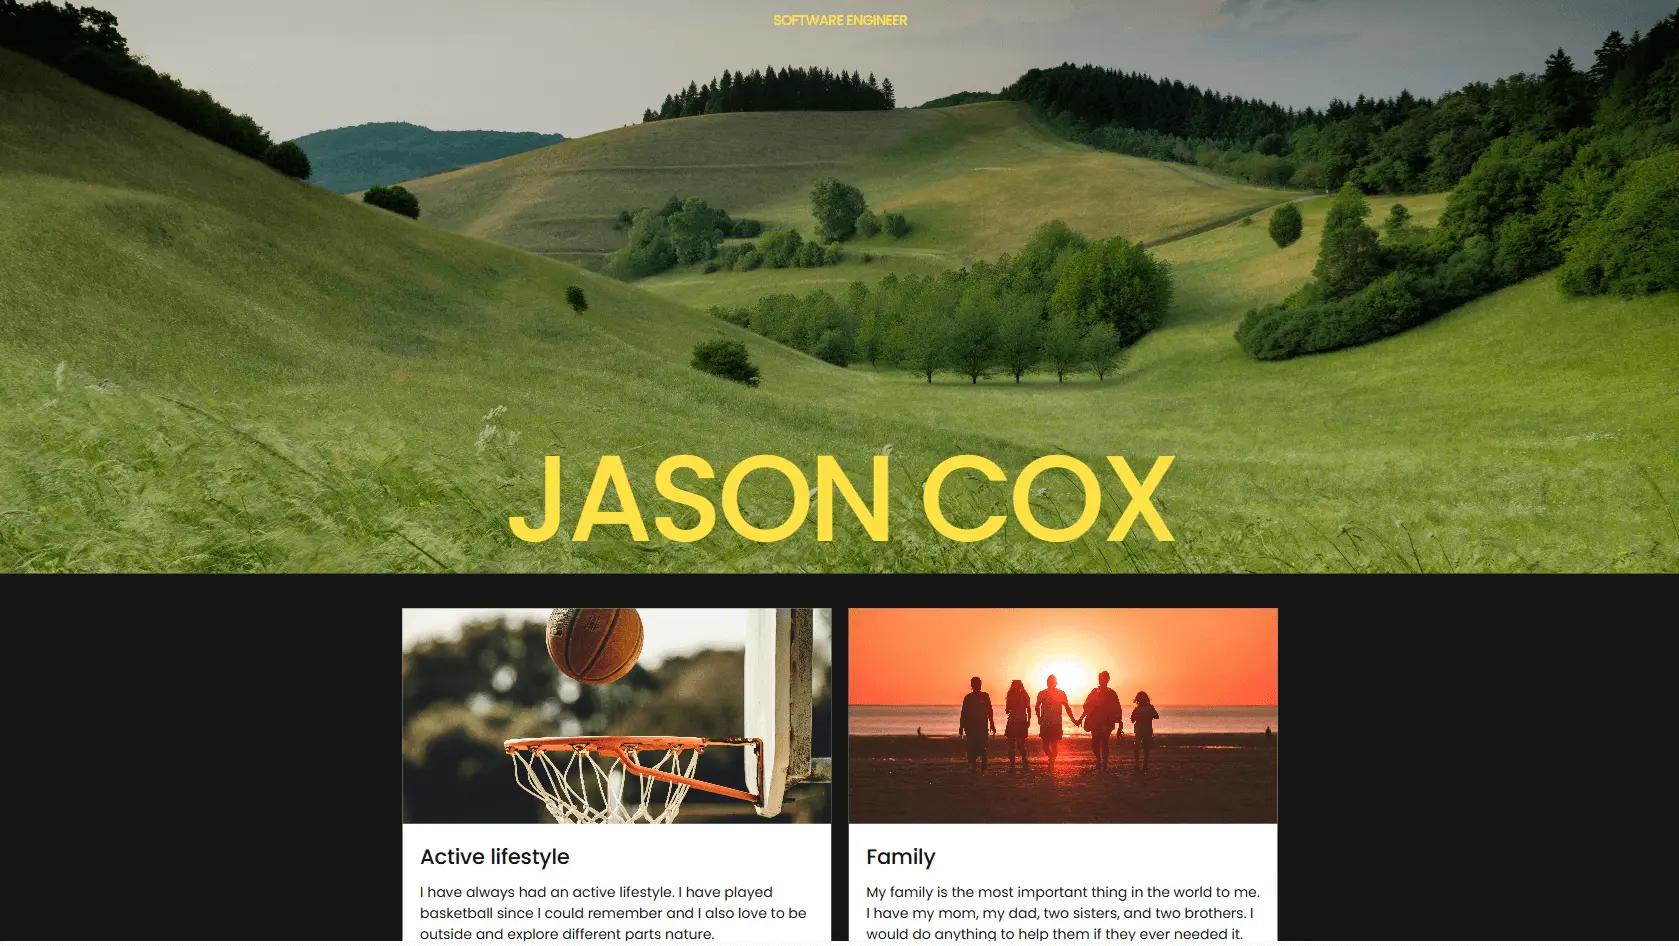 SOFTWARE ENGINEER
JASON COX
Active lifestyle
I have always had an active lifestyle. I have played
basketball since I could remember and I also love to be
outside and explore different parts nature.
Family
My family is the most important thing in the world to me.
I have my mom, my dad, two sisters, and two brothers. I
would do anything to help them if they ever needed it.